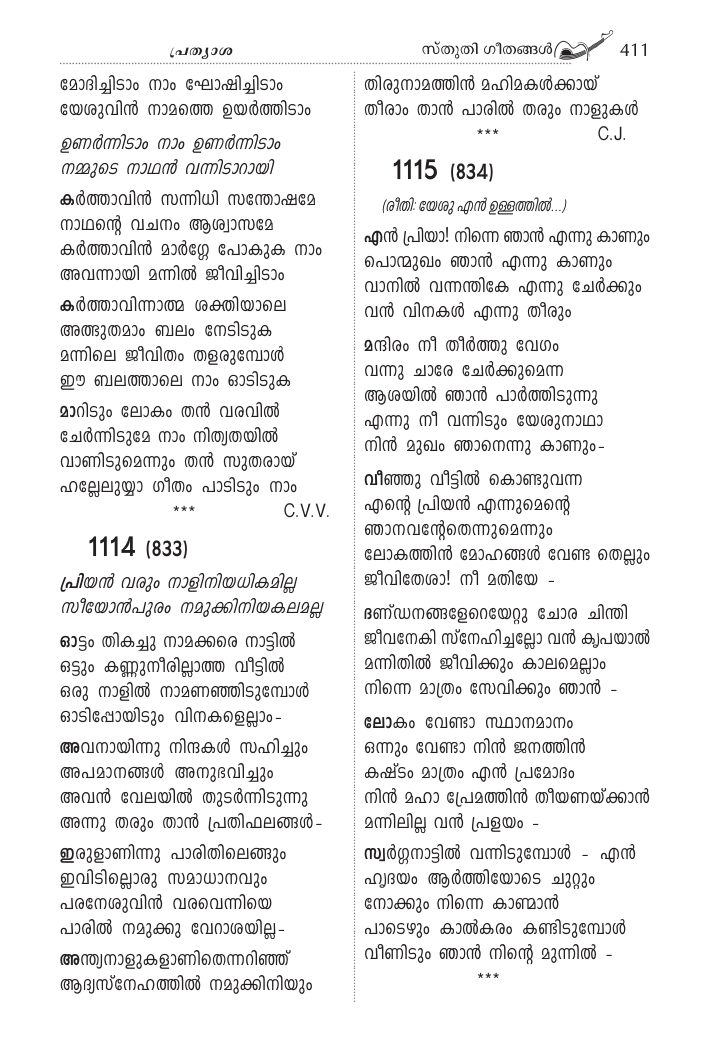 പ്രത്യാശ
സ്തുതി ഗീതങ്ങൾ 411
മോദിച്ചിടാം നാം ഘോഷിച്ചിടാം
യേശുവിൻ നാമത്തെ ഉയർത്തിടാം
ഉണർന്നിടാം നാം ഉണർന്നിടാം
നമ്മുടെ നാഥൻ വന്നിടാറായി
കർത്താവിൻ സന്നിധി സന്തോഷമേ
നാഥന്റെ വചനം ആശ്വാസമേ
കർത്താവിൻ മാർഗ്ഗേ പോകുക നാം
അവന്നായി മന്നിൽ ജീവിച്ചിടാം
കർത്താവിന്നാത്മ ശക്തിയാലെ
അത്ഭുതമാം ബലം നേടിടുക
മന്നിലെ ജീവിതം തളരുമ്പോൾ
ഈ ബലത്താലെ നാം ഓടിടുക
മാറിടും ലോകം തൻ വരവിൽ
ചേർന്നിടുമേ നാം നിത്യതയിൽ
വാണിടുമെന്നും തൻ സുതരായ്
ഹല്ലേലുയ്യാ ഗീതം പാടിടും നാം
*** C.V.V.
1114 (833)
പ്രിയൻ വരും നാളിനിയധികമില്ല
സീയോൻപുരം നമുക്കിനിയകലമല്ല
ഓട്ടം തികച്ചു നാമക്കരെ നാട്ടിൽ
ഒട്ടും കണ്ണുനീരില്ലാത്ത വീട്ടിൽ
ഒരു നാളിൽ നാമണഞ്ഞിടുമ്പോൾ
ഓടിപ്പോയിടും വിനകളെല്ലാം-
അവനായിന്നു നിന്ദകൾ സഹിച്ചും
അപമാനങ്ങൾ അനുഭവിച്ചും
അവൻ വേലയിൽ തുടർന്നിടുന്നു
അന്നു തരും താൻ പ്രതിഫലങ്ങൾ-
ഇരുളാണിന്നു പാരിതിലെങ്ങും
ഇവിടില്ലൊരു സമാധാനവും
പരനേശുവിൻ വരവെന്നിയെ
പാരിൽ നമുക്കു വേറാശയില്ല-
അന്ത്യനാളുകളാണിതെന്നറിഞ്ഞ്
ആദ്യസ്നേഹത്തിൽ നമുക്കിനിയും
തിരുനാമത്തിൻ മഹിമകൾക്കായ്
തീരാം താൻ പാരിൽ തരും നാളുകൾ
*** C.J.
1115 (834)
(രീതി: യേശു എൻ ഉള്ളത്തിൽ...)
എൻ പ്രിയാ! നിന്നെ ഞാൻ എന്നു കാണും
പൊന്മുഖം ഞാൻ എന്നു കാണും
വാനിൽ വന്നന്തികേ എന്നു ചേർക്കും
വൻ വിനകൾ എന്നു തീരും
മന്ദിരം നീ തീർത്തു വേഗം
വന്നു ചാരേ ചേർക്കുമെന്ന
ആശയിൽ ഞാൻ പാർത്തിടുന്നു
എന്നു നീ വന്നിടും യേശുനാഥാ
നിൻ മുഖം ഞാനെന്നു കാണും-
വീഞ്ഞു വീട്ടിൽ കൊണ്ടുവന്ന
എന്റെ പ്രിയൻ എന്നുമെന്റെ
ഞാനവന്റേതെന്നുമെന്നും
ലോകത്തിൻ മോഹങ്ങൾ വേണ്ട തെല്ലും
ജീവിതേശാ! നീ മതിയേ -
ദണ്ഡനങ്ങളേറെയേറ്റു ചോര ചിന്തി
ജീവനേകി സ്നേഹിച്ചല്ലോ വൻ കൃപയാൽ
മന്നിതിൽ ജീവിക്കും കാലമെല്ലാം
നിന്നെ മാത്രം സേവിക്കും ഞാൻ -
ലോകം വേണ്ടാ സ്ഥാനമാനം
ഒന്നും വേണ്ടാ നിൻ ജനത്തിൻ
കഷ്ടം മാത്രം എൻ പ്രമോദം
നിൻ മഹാ പ്രേമത്തിൻ തീയണയ്ക്കാൻ
മന്നിലില്ല വൻ പ്രളയം -
സ്വർഗ്ഗനാട്ടിൽ വന്നിടുമ്പോൾ - എൻ
ഹൃദയം ആർത്തിയോടെ ചുറ്റും
നോക്കും നിന്നെ കാണ്മാൻ
പാടെഴും കാൽകരം കണ്ടിടുമ്പോൾ
വീണിടും ഞാൻ നിന്റെ മുന്നിൽ -
***